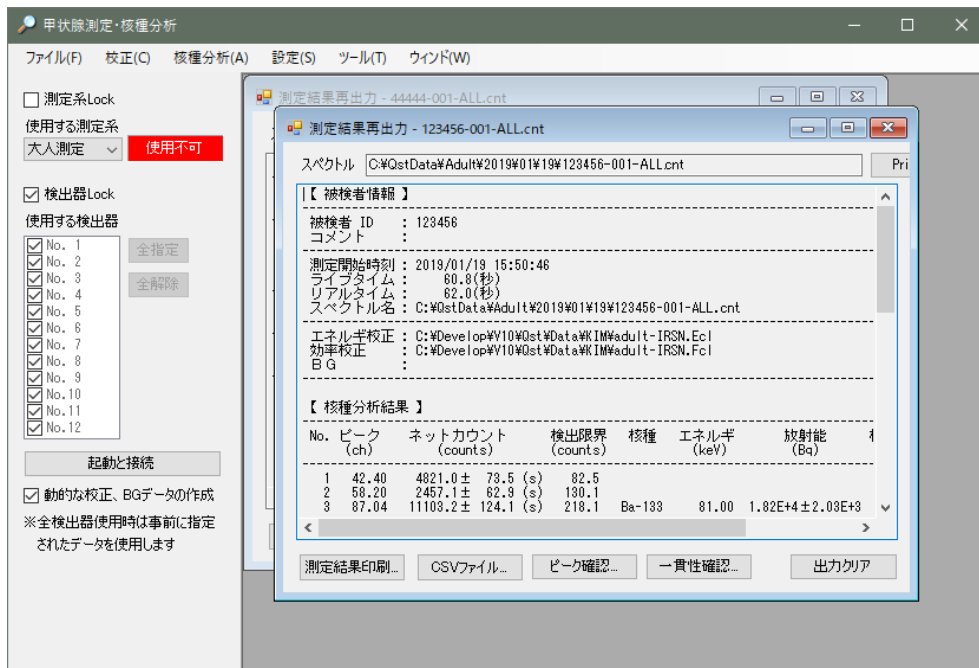 甲状腺測定・核種分析
ファイル(F) 校正(C) 核種分析(A) 設定(S) ツール(T) ウィンド(W)
測定系Lock
使用する測定系
大人測定 使用不可
検出器Lock
使用する検出器
No. 1
No. 2
No. 3
No. 4
No. 5
No. 6
No. 7
No. 8
No. 9
No.10
No.11
No.12
全指定
全解除
起動と接続
動的な校正、BGデータの作成
※全検出器使用時は事前に指定
されたデータを使用します
測定結果再出力 - 44444-001-ALL.cnt
測定結果再出力 - 123456-001-ALL.cnt
スペクトル C:¥QstData¥Adult¥2019¥01¥19¥123456-001-ALL.cnt Pri
【 被検者情報 】
被検者 ID : 123456
コメント :
測定開始時刻 : 2019/01/19 15:50:46
ライブタイム : 60.8(秒)
リアルタイム : 62.0(秒)
スペクトル名 : C:¥QstData¥Adult¥2019¥01¥19¥123456-001-ALL.cnt
エネルギ校正 : C:¥Develop¥V10¥Qst¥Data¥KIM¥adult-IRSN.Ecl
効率校正 : C:¥Develop¥V10¥Qst¥Data¥KIM¥adult-IRSN.Fcl
BG :
【 核種分析結果 】
No. ピーク ネットカウント 検出限界 核種 エネルギ 放射能
(ch) (counts) (counts) (keV) (Bq)
1 42.40 4821.0± 73.5 (s) 82.5
2 58.20 2457.1± 62.9 (s) 130.1
3 87.04 11103.2± 124.1 (s) 218.1 Ba-133 81.00 1.82E+4±2.03E+3
測定結果印刷... CSVファイル... ピーク確認... 一貫性確認... 出力クリア